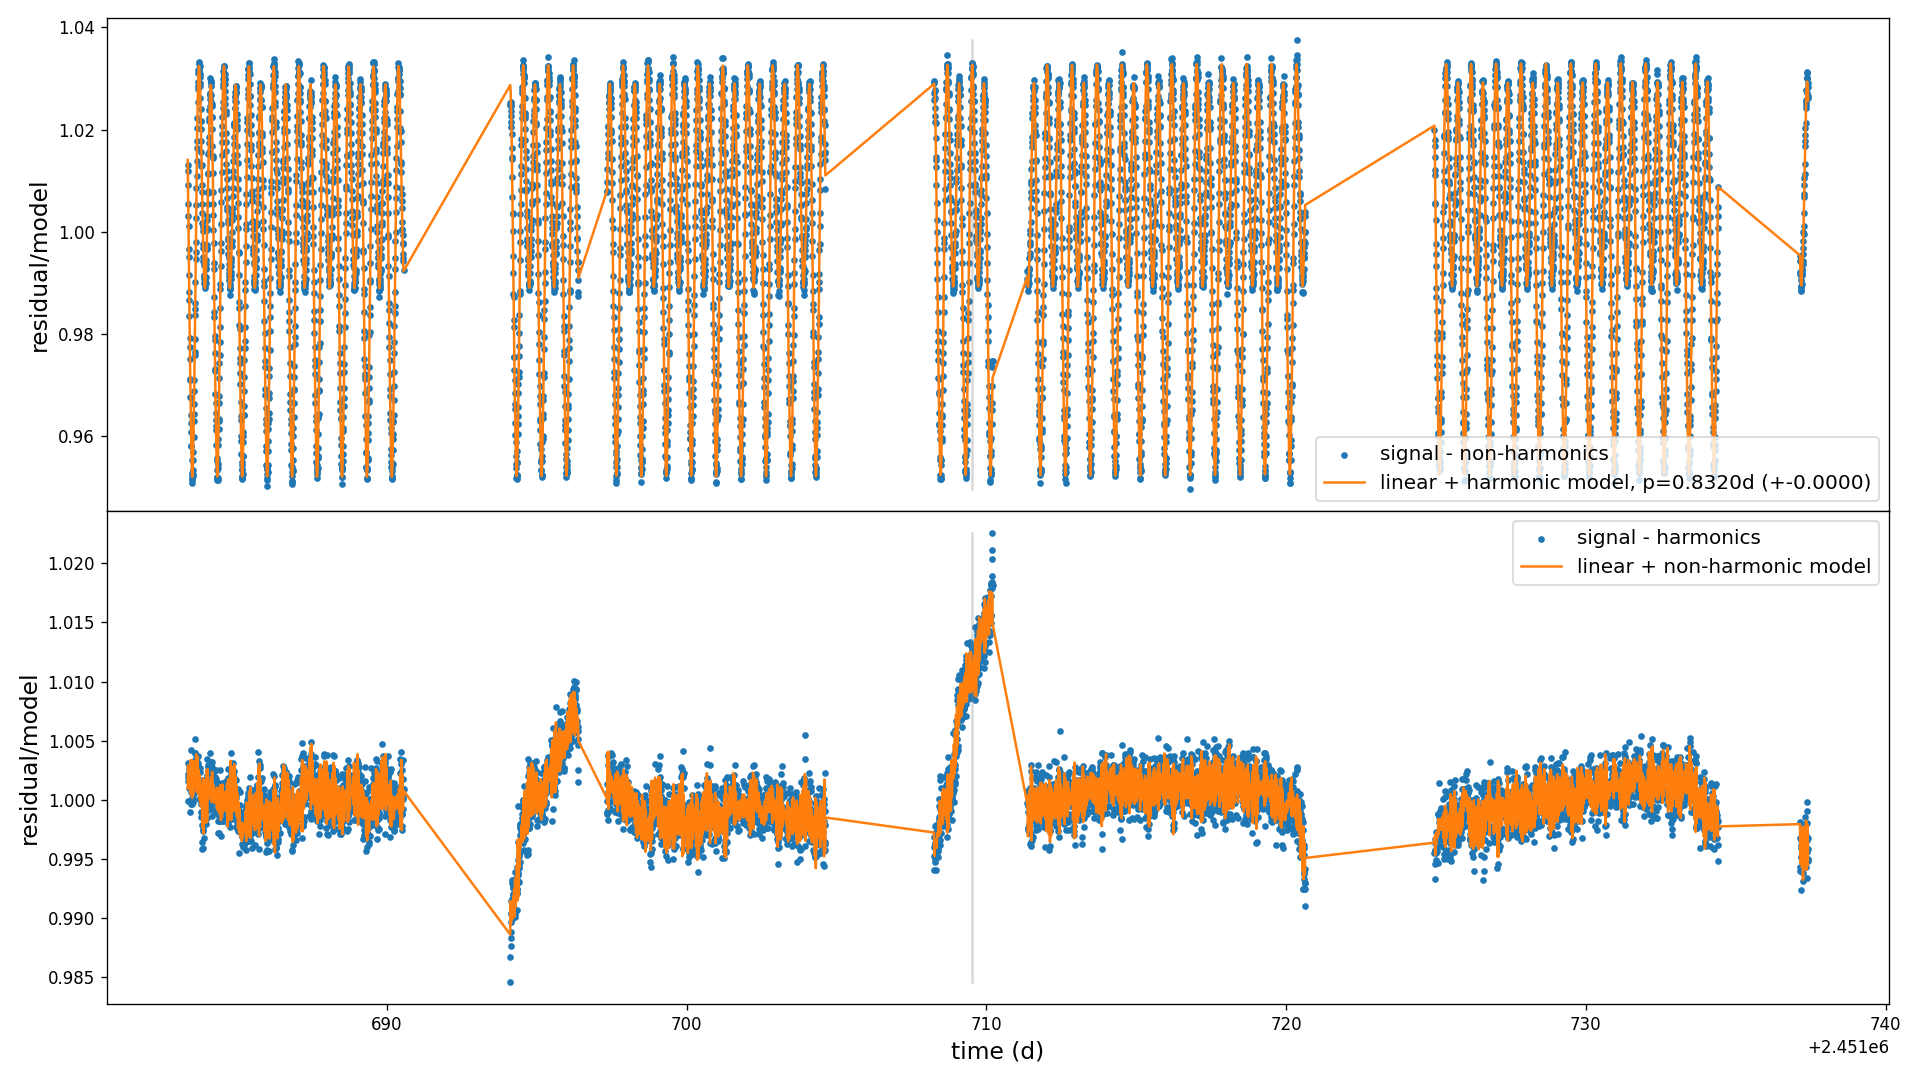 1.04
1.02
1.00
0.98
0.96
residual/model
signal - non-harmonics
linear + harmonic model, p=0.8320d (+-0.0000)
signal - harmonics
linear + non-harmonic model
1.020
1.015
1.010
1.005
1.000
0.995
0.990
0.985
residual/model
690
700
710
720
730
740
time (d)
+2.451e6